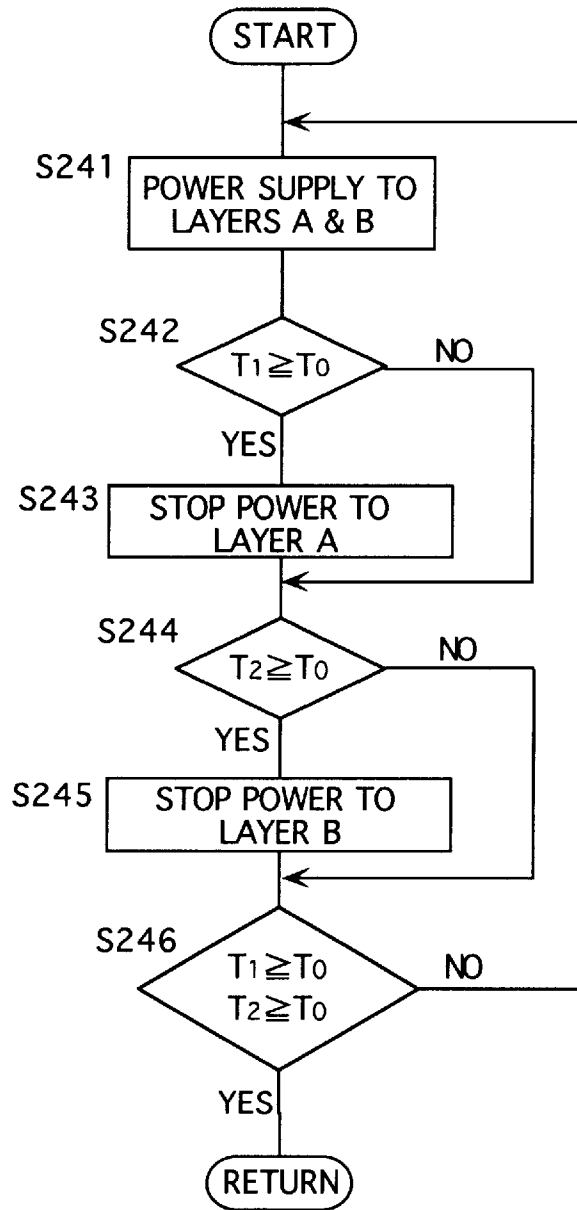 START
S241
POWER SUPPLY TO
LAYERS A & B
S242
T1≧T0
NO
YES
S243
STOP POWER TO
LAYER A
S244
T2≧T0
NO
YES
S245
STOP POWER TO
LAYER B
S246
T1≧T0
T2≧T0
NO
YES
RETURN